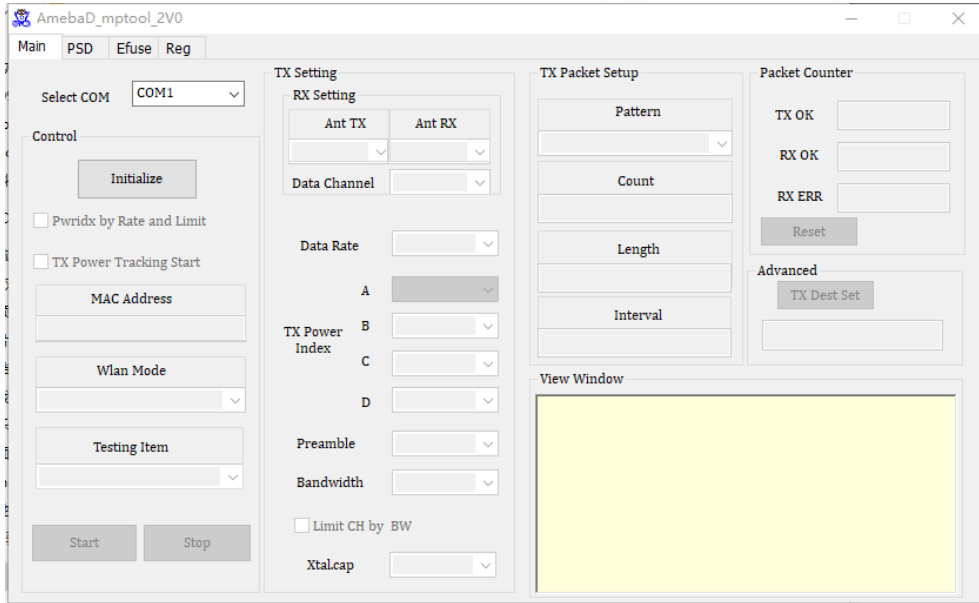 AmebaD_mptool_2V0
Main PSD Efuse Reg
Select COM COM1
Control
Initialize
Pwridx by Rate and Limit
TX Power Tracking Start
MAC Address
Wlan Mode
Testing Item
Start Stop
TX Setting
RX Setting
Ant TX Ant RX
Data Channel
Data Rate
A
TX Power Index
B
C
D
Preamble
Bandwidth
Limit CH by BW
Xtalcap
TX Packet Setup
Pattern
Count
Length
Interval
Packet Counter
TX OK
RX OK
RX ERR
Reset
Advanced
TX Dest Set
View Window